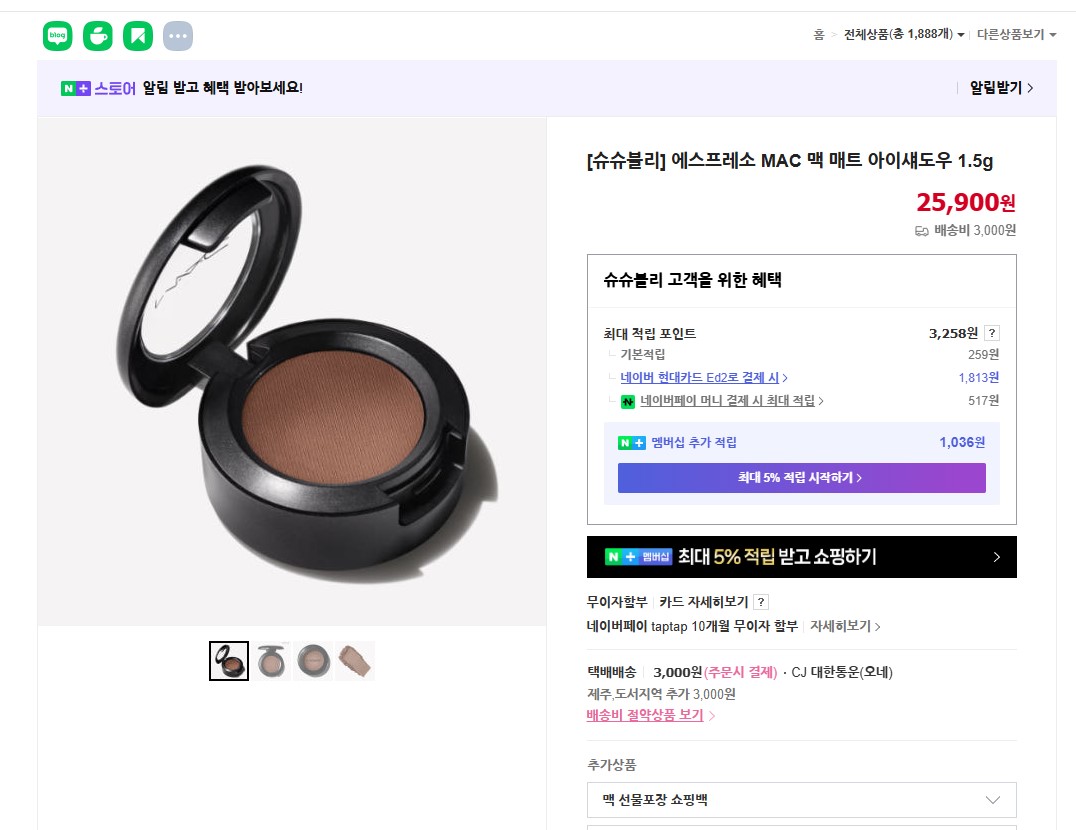 blog
홈 > 전체상품(총 1,888개) 다른상품보기
N+ 스토어 알림 받고 혜택 받아보세요! 알림받기 >
[슈슈블리] 에스프레소 MAC 맥 매트 아이섀도우 1.5g
25,900원
배송비 3,000원
슈슈블리 고객을 위한 혜택
최대 적립 포인트 3,258원 ?
기본적립 259원
네이버 현대카드 Ed2로 결제 시 > 1,813원
네이버페이 머니 결제 시 최대 적립 > 517원
N+ 멤버십 추가 적립 1,036원
최대 5% 적립 시작하기 >
N+ 멤버십 최대 5% 적립 받고 쇼핑하기 >
무이자할부 카드 자세히보기 ?
네이버페이 taptap 10개월 무이자 할부 자세히보기 >
택배배송 3,000원(주문시 결제) · CJ 대한통운(오네)
제주,도서지역 추가 3,000원
배송비 절약상품 보기 >
추가상품
맥 선물포장 쇼핑백